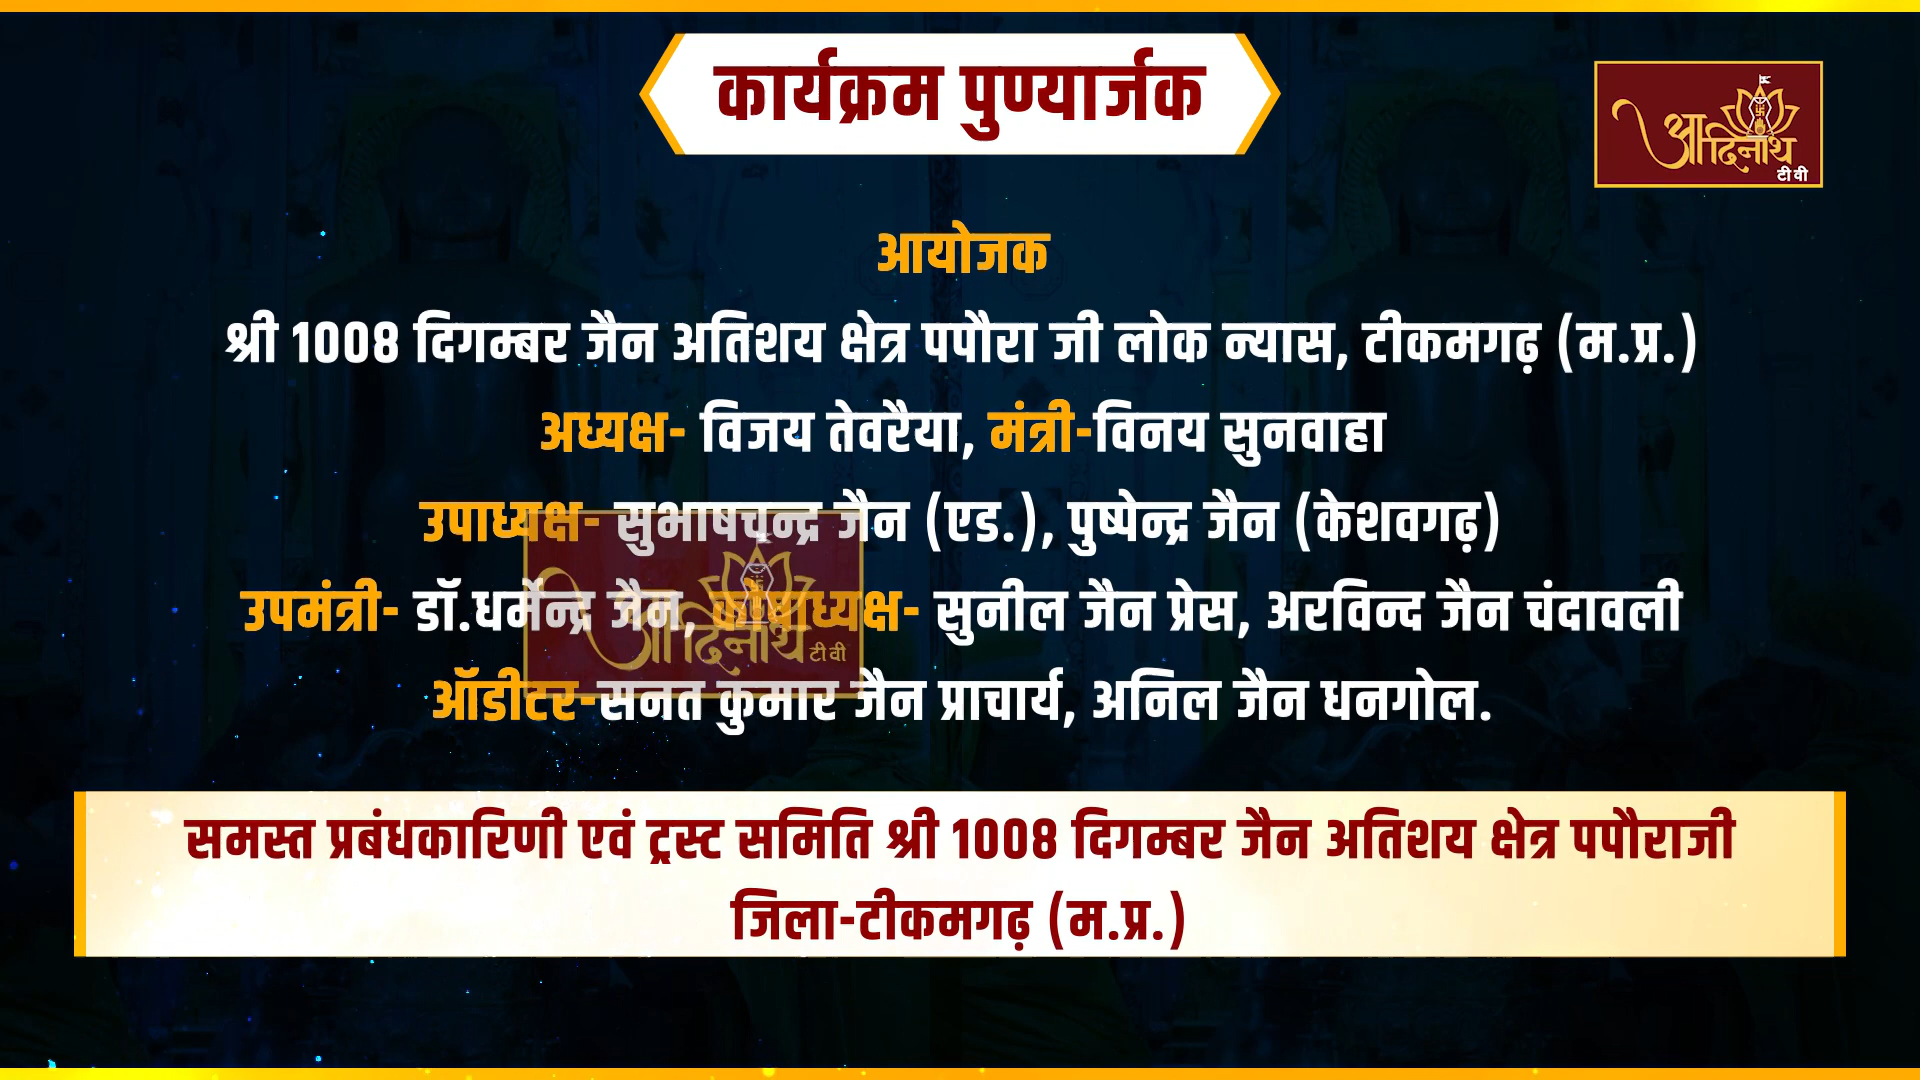 कार्यक्रम पुण्यार्जक
आदिनाथ
टी वी
आयोजक
श्री 1008 दिगम्बर जैन अतिशय क्षेत्र पपौरा जी लोक न्यास, टीकमगढ़ (म.प्र.)
अध्यक्ष- विजय तेवरैया, मंत्री-विनय सुनवाहा
उपाध्यक्ष- सुभाषचन्द्र जैन (एड.), पुष्पेन्द्र जैन (केशवगढ़)
उपमंत्री- डॉ.धर्मेन्द्र जैन, कोषाध्यक्ष- सुनील जैन प्रेस, अरविन्द जैन चंदावली
आदिनाथ
टी वी
ऑडीटर-सनत कुमार जैन प्राचार्य, अनिल जैन धनगोल.
समस्त प्रबंधकारिणी एवं ट्रस्ट समिति श्री 1008 दिगम्बर जैन अतिशय क्षेत्र पपौराजी
जिला-टीकमगढ़ (म.प्र.)